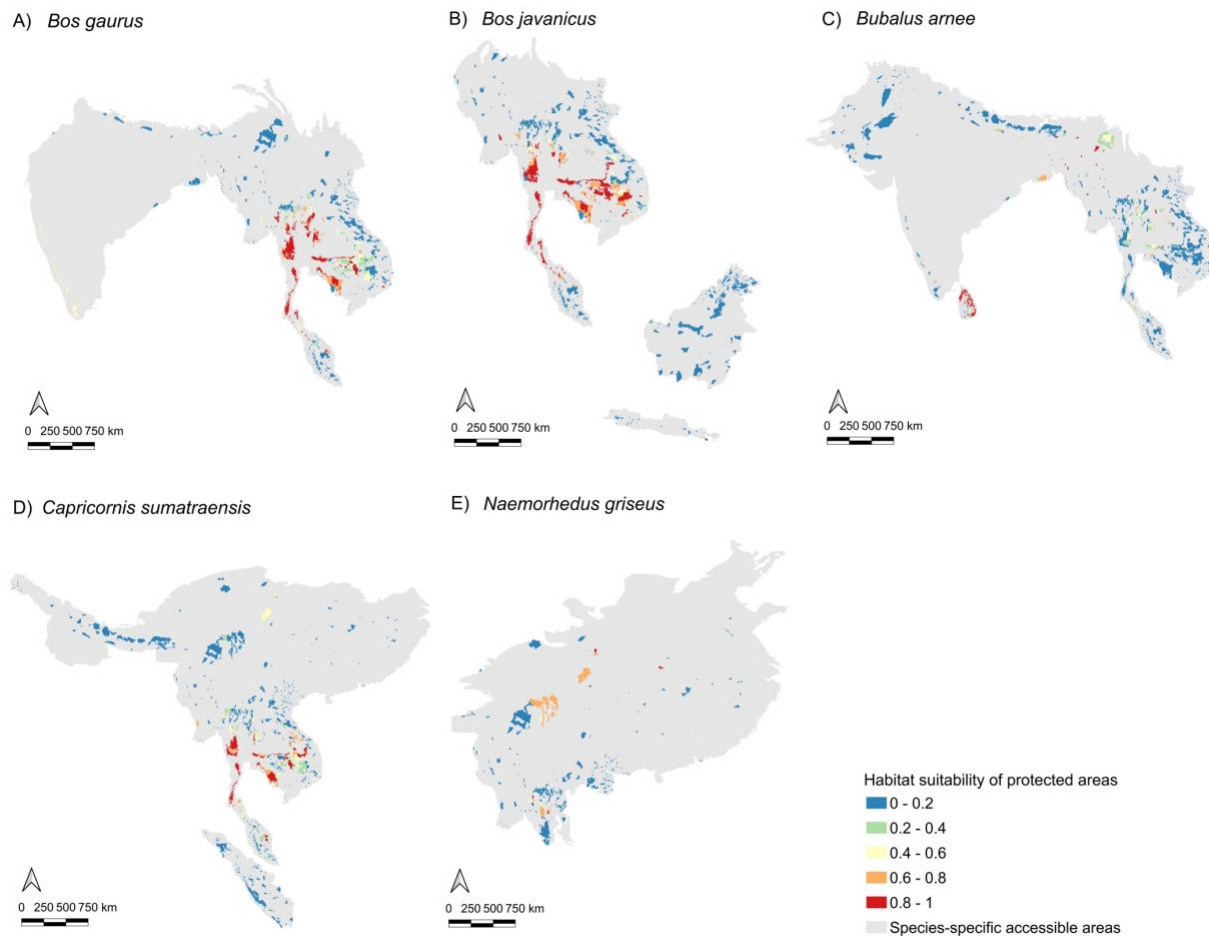 A) Bos gaurus
B) Bos javanicus
C) Bubalus arnee
0 250 500 750 km
0 250 500 750 km
0 250 500 750 km
D) Capricornis sumatraensis
E) Naemorhedus griseus
0 250 500 750 km
0 250 500 750 km
Habitat suitability of protected areas
0 - 0.2
0.2 - 0.4
0.4 - 0.6
0.6 - 0.8
0.8 - 1
Species-specific accessible areas